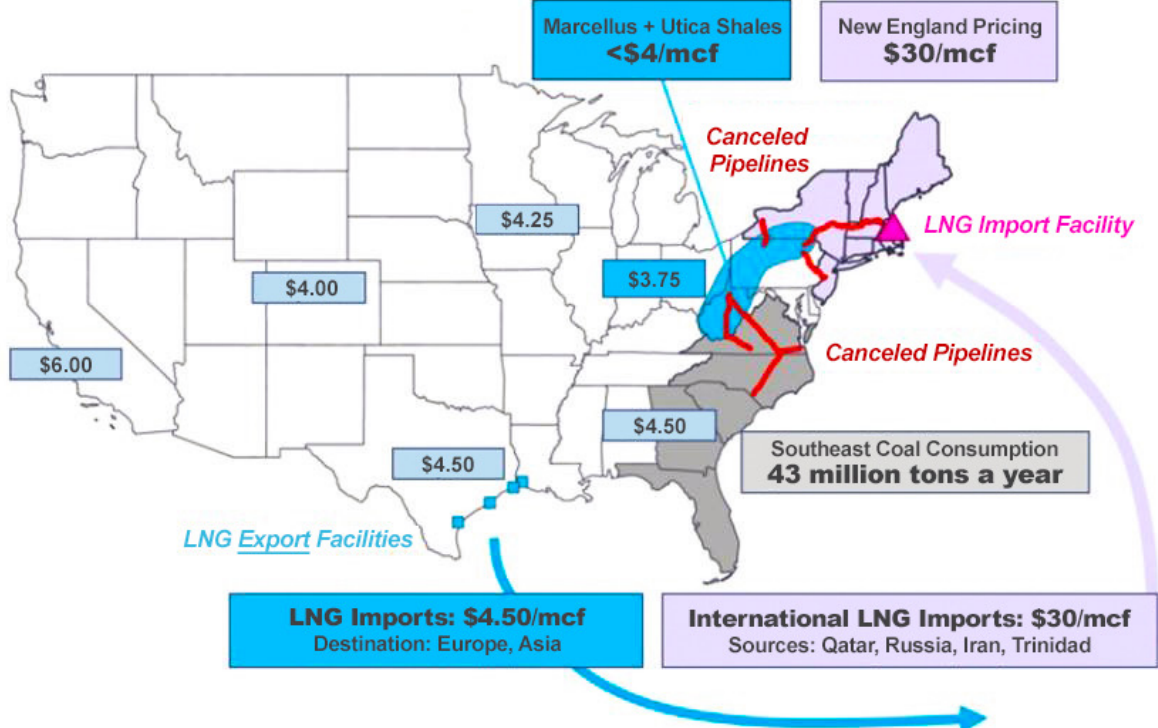 Marcellus + Utica Shales
<$4/mcf
New England Pricing
$30/mcf
Canceled
Pipelines
$4.25
LNG Import Facility
$4.00
$3.75
$6.00
Canceled Pipelines
$4.50
$4.50
Southeast Coal Consumption
43 million tons a year
LNG Export Facilities
LNG Imports: $4.50/mcf
Destination: Europe, Asia
International LNG Imports: $30/mcf
Sources: Qatar, Russia, Iran, Trinidad